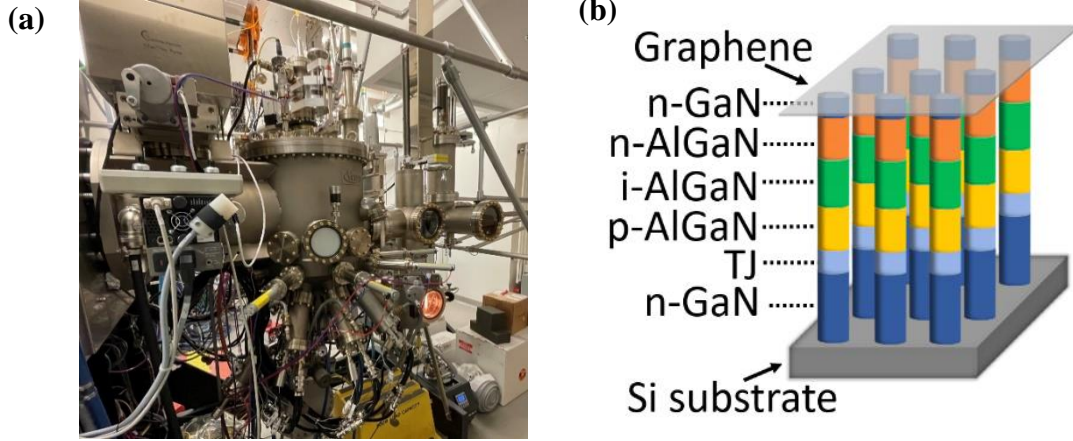 (a)
(b)
Graphene
n-GaN
n-AlGaN
i-AlGaN
p-AlGaN
TJ
n-GaN
Si substrate